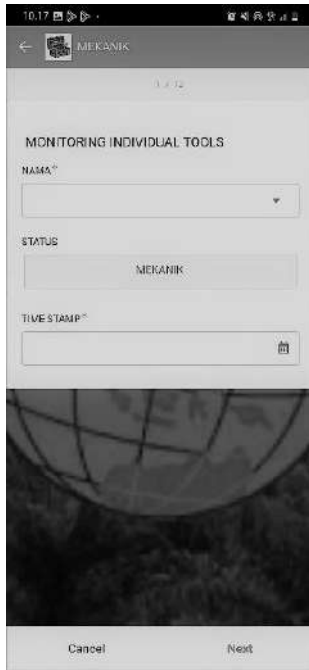 10.17
MEKANIK
1 / 12
MONITORING INDIVIDUAL TOOLS
NAMA*
STATUS
MEKANIK
TIME STAMP*
Cancel
Next